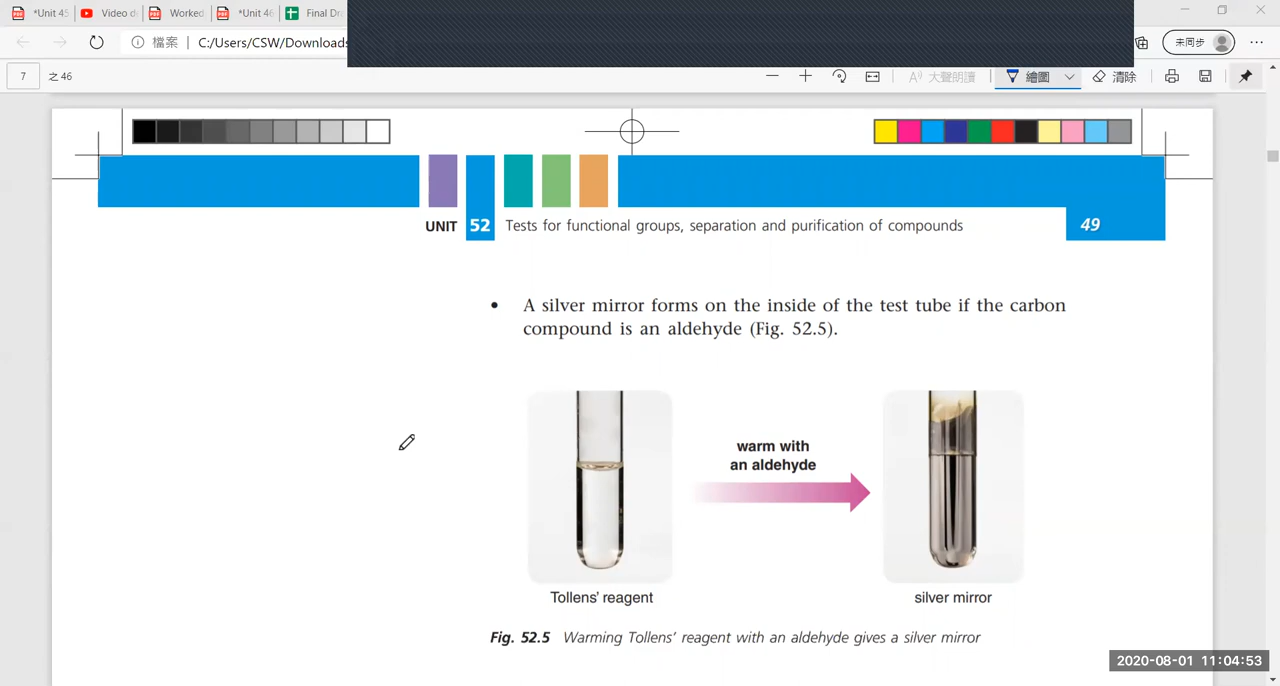 *Unit 45
Video d
Worked
*Unit 46
Final Dr
檔案 C:/Users/CSW/Downloads
未同步
7 之 46
大聲朗讀
繪圖
清除
UNIT 52 Tests for functional groups, separation and purification of compounds 49
• A silver mirror forms on the inside of the test tube if the carbon
compound is an aldehyde (Fig. 52.5).
warm with
an aldehyde
Tollens’ reagent
silver mirror
Fig. 52.5 Warming Tollens’ reagent with an aldehyde gives a silver mirror
2020-08-01 11:04:53